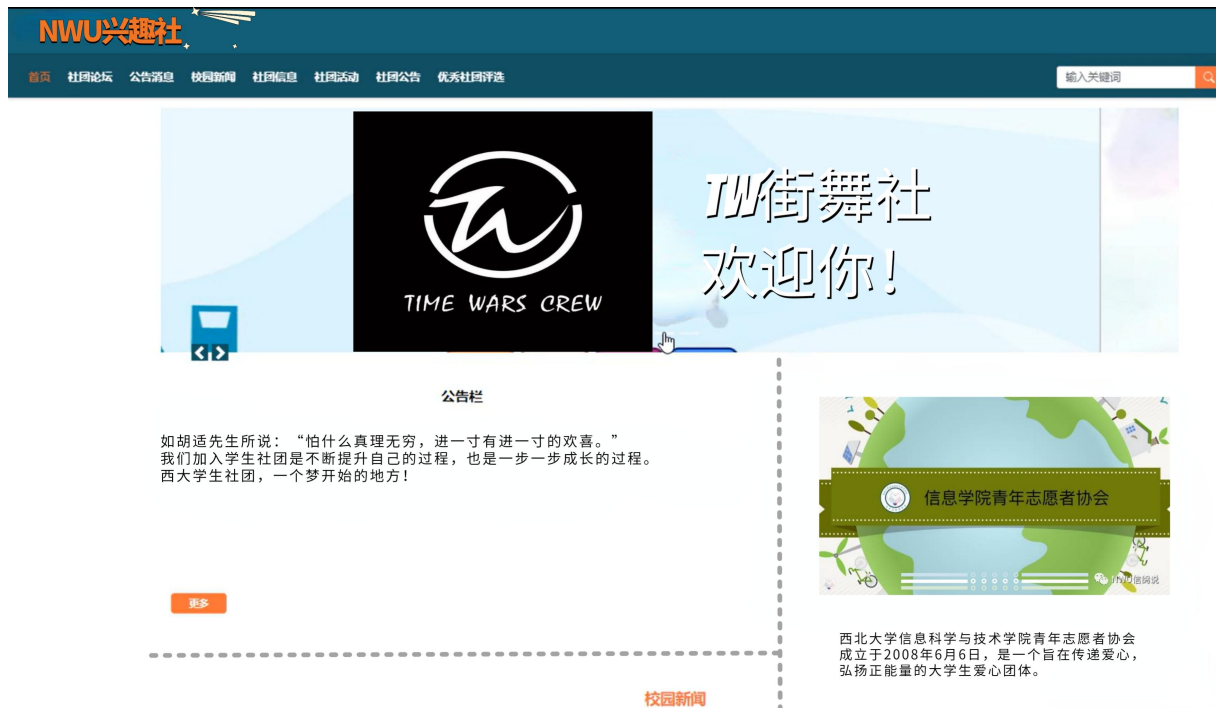 NWU兴趣社
首页 社团论坛 公告消息 校园新闻 社团信息 社团活动 社团公告 优秀社团评选
输入关键词
TIME WARS CREW
TW街舞社
欢迎你！
公告栏
如胡适先生所说：“怕什么真理无穷，进一寸有进一寸的欢喜。”
我们加入学生社团是不断提升自己的过程，也是一步一步成长的过程。
西大学生社团，一个梦开始的地方！
更多
信息学院青年志愿者协会
西北大学信息科学与技术学院青年志愿者协会
成立于2008年6月6日，是一个旨在传递爱心，
弘扬正能量的大学生爱心团体。
校园新闻